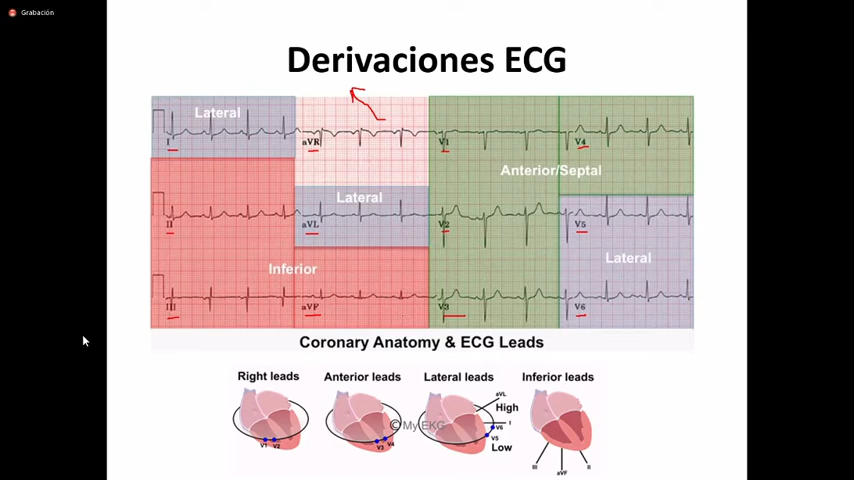 Grabación
Derivaciones ECG
Lateral
I
aVR
V1
V4
Anterior/Septal
Lateral
II
aVL
V2
V5
Inferior
Lateral
III
aVF
V3
V6
Coronary Anatomy & ECG Leads
Right leads
Anterior leads
Lateral leads
Inferior leads
aVL
High
I
V6
V5
Low
V1 V2
V3 V4
© My EKG
III
aVF
II